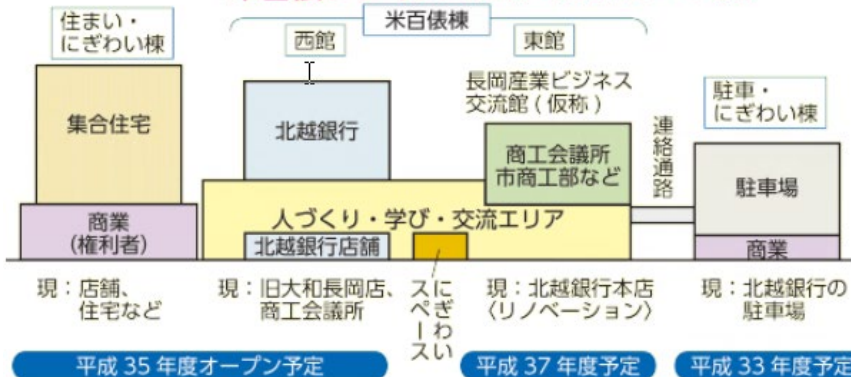 米百俵棟
住まい・
にぎわい棟
西館
東館
長岡産業ビジネス
交流館(仮称)
駐車・
にぎわい棟
集合住宅
北越銀行
商工会議所
市商工部など
連絡通路
駐車場
商業
(権利者)
人づくり・学び・交流エリア
北越銀行店舗
商業
現：店舗、
住宅など
現：旧大和長岡店、
商工会議所
にぎわい
スペース
現：北越銀行本店
〈リノベーション〉
現：北越銀行の
駐車場
平成35年度オープン予定
平成37年度予定
平成33年度予定